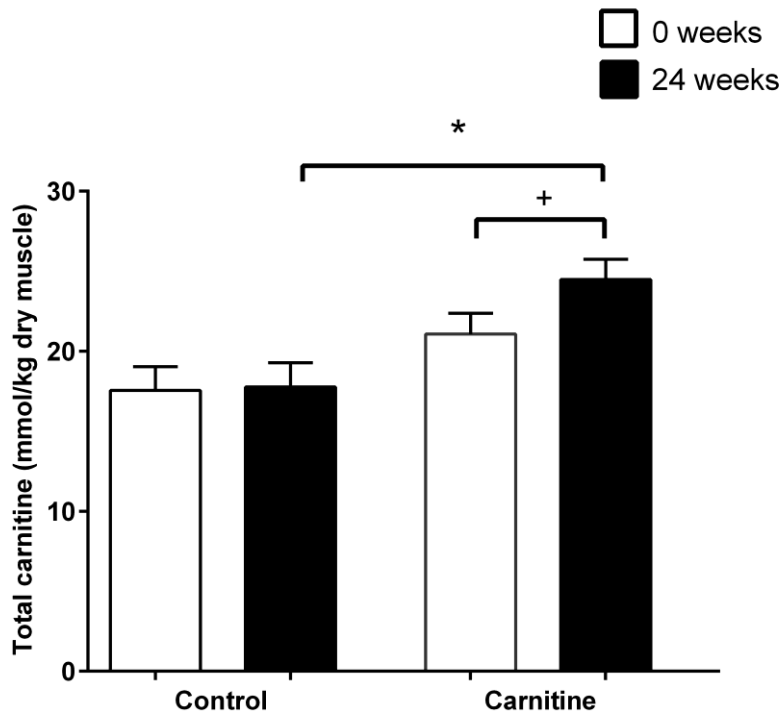 0 weeks
24 weeks
*
+
30
20
10
0
Total carnitine (mmol/kg dry muscle)
Control
Carnitine